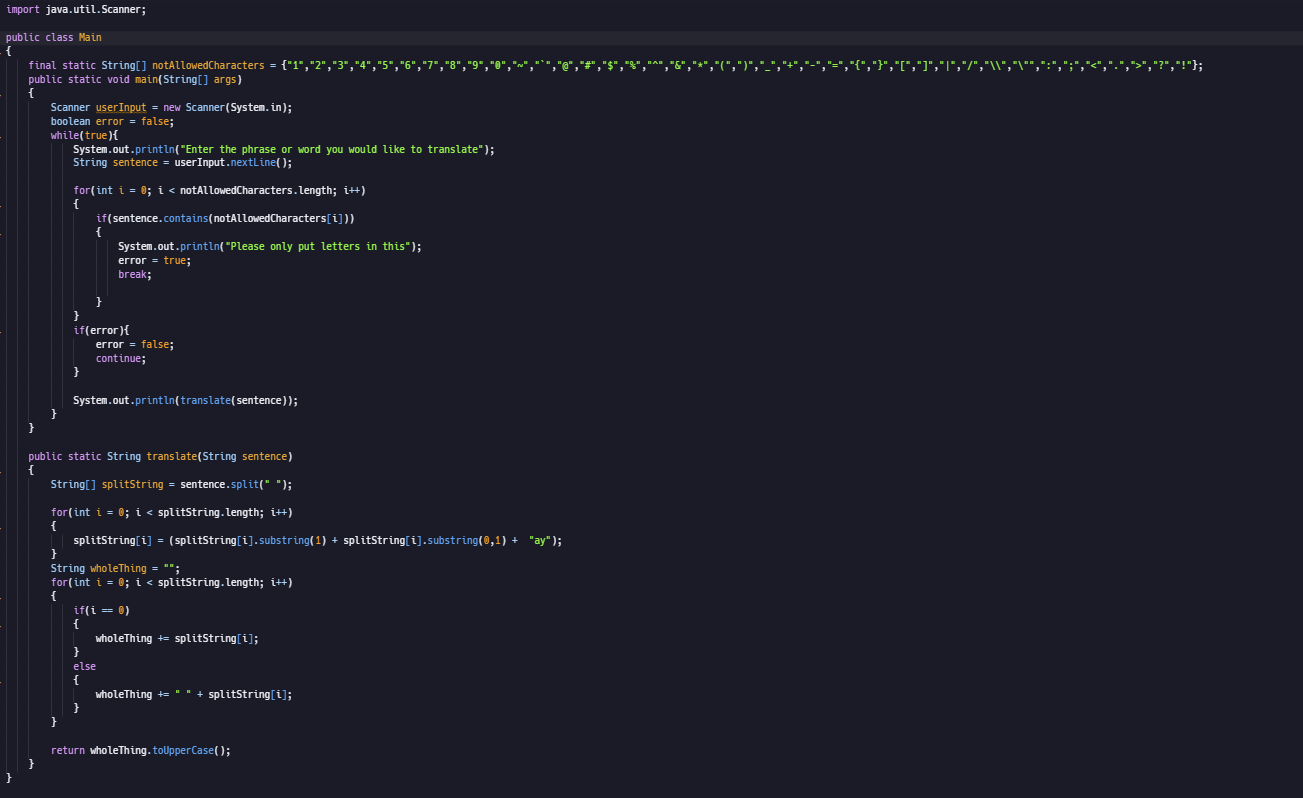 import java.util.Scanner;

public class Main
{
    final static String[] notAllowedCharacters = {"1","2","3","4","5","6","7","8","9","0","~","`","@","#","$","%","^","&","*","(",")","_","+","-","=","{","}","[","]","|","/","\\","\"",":",";","<",".",">","?","!"};
    public static void main(String[] args)
    {
        Scanner userInput = new Scanner(System.in);
        boolean error = false;
        while(true){
            System.out.println("Enter the phrase or word you would like to translate");
            String sentence = userInput.nextLine();

            for(int i = 0; i < notAllowedCharacters.length; i++)
            {
                if(sentence.contains(notAllowedCharacters[i]))
                {
                    System.out.println("Please only put letters in this");
                    error = true;
                    break;

                }
            }
            if(error){
                error = false;
                continue;
            }

            System.out.println(translate(sentence));
        }
    }

    public static String translate(String sentence)
    {
        String[] splitString = sentence.split(" ");

        for(int i = 0; i < splitString.length; i++)
        {
            splitString[i] = (splitString[i].substring(1) + splitString[i].substring(0,1) +  "ay");
        }
        String wholeThing = "";
        for(int i = 0; i < splitString.length; i++)
        {
            if(i == 0)
            {
                wholeThing += splitString[i];
            }
            else
            {
                wholeThing += " " + splitString[i];
            }
        }

        return wholeThing.toUpperCase();
    }
}